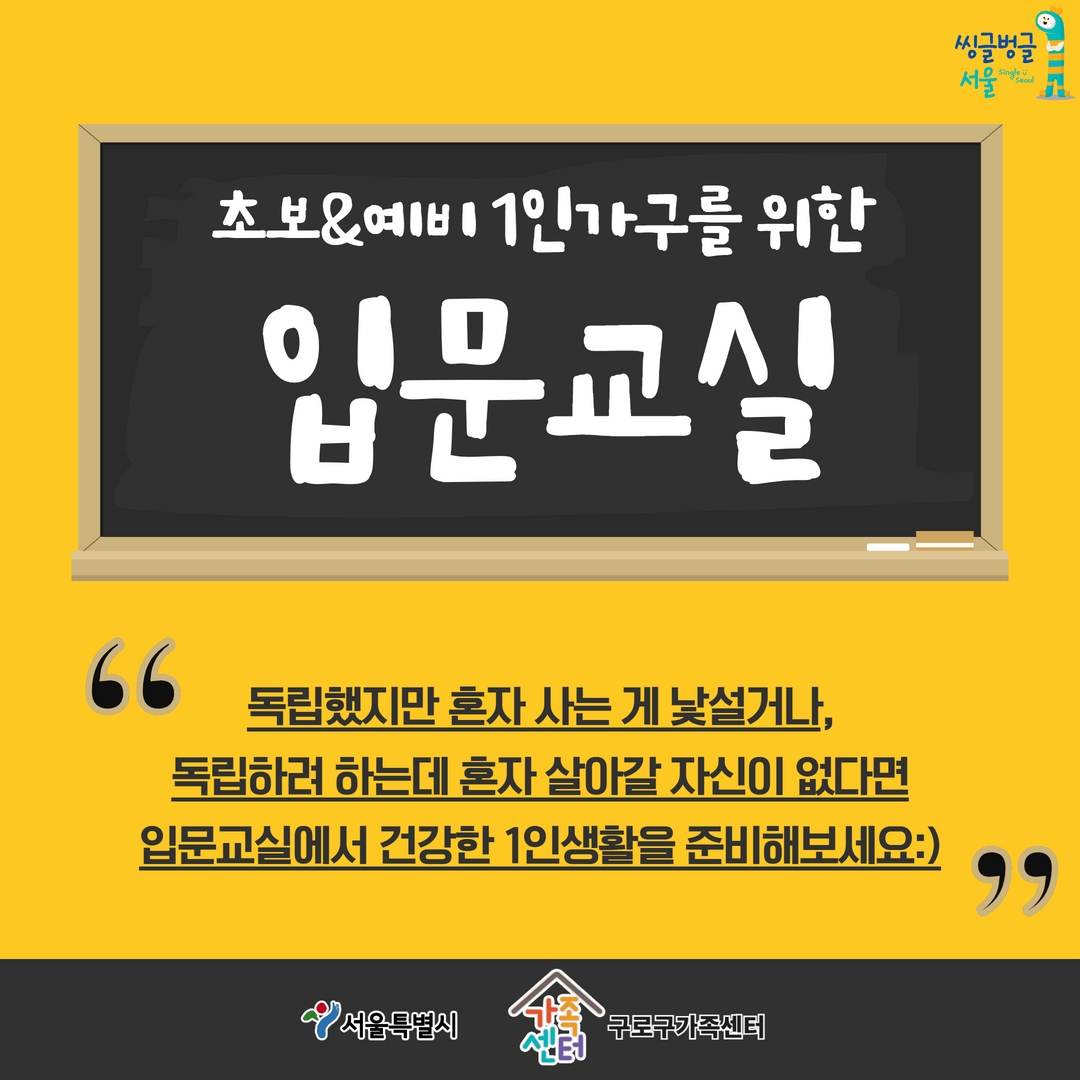 씽글벙글
서울 Single Seoul
초보&예비 1인가구를 위한
입문교실
“독립했지만 혼자 사는 게 낯설거나,
독립하려 하는데 혼자 살아갈 자신이 없다면
입문교실에서 건강한 1인생활을 준비해보세요:)”
서울특별시
가족센터
구로구가족센터